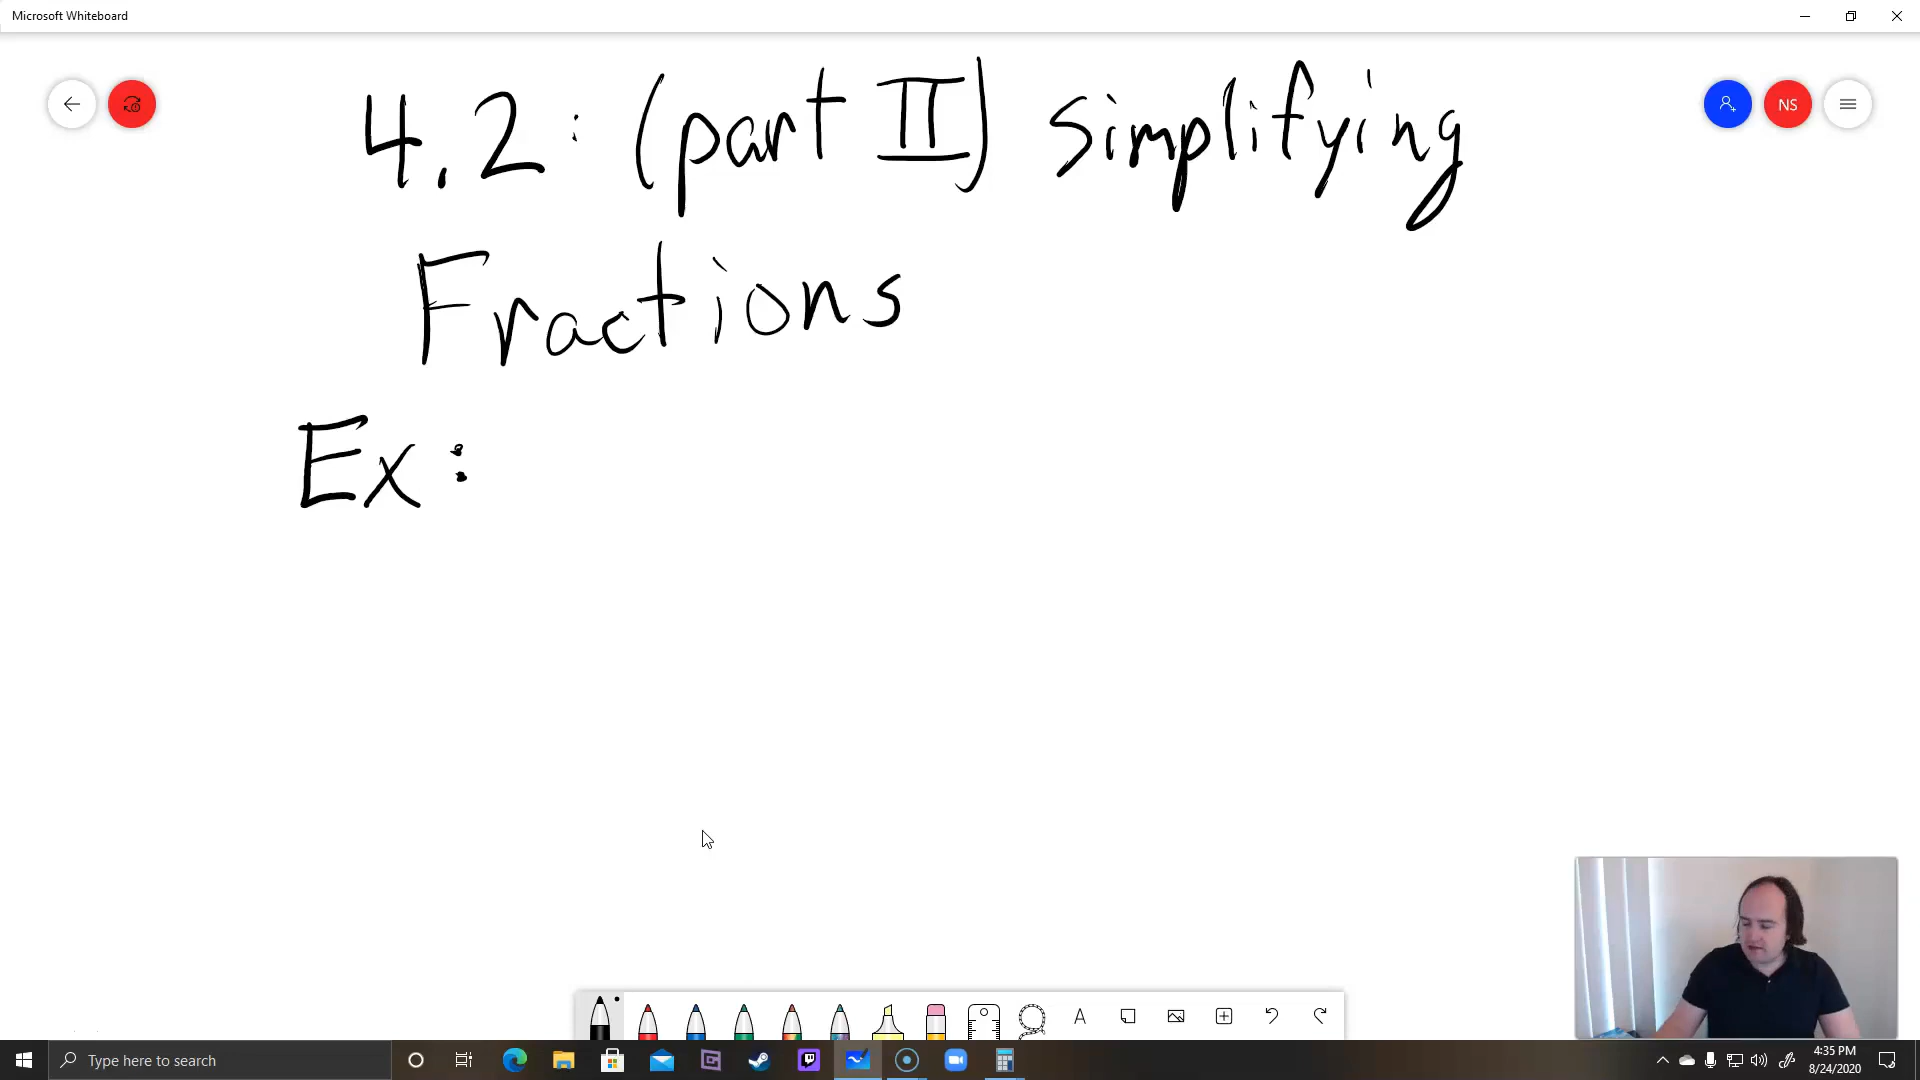 Microsoft Whiteboard
4.2: (part II) simplifying
Fractions
Ex:
NS
A
Type here to search
4:35 PM
8/24/2020